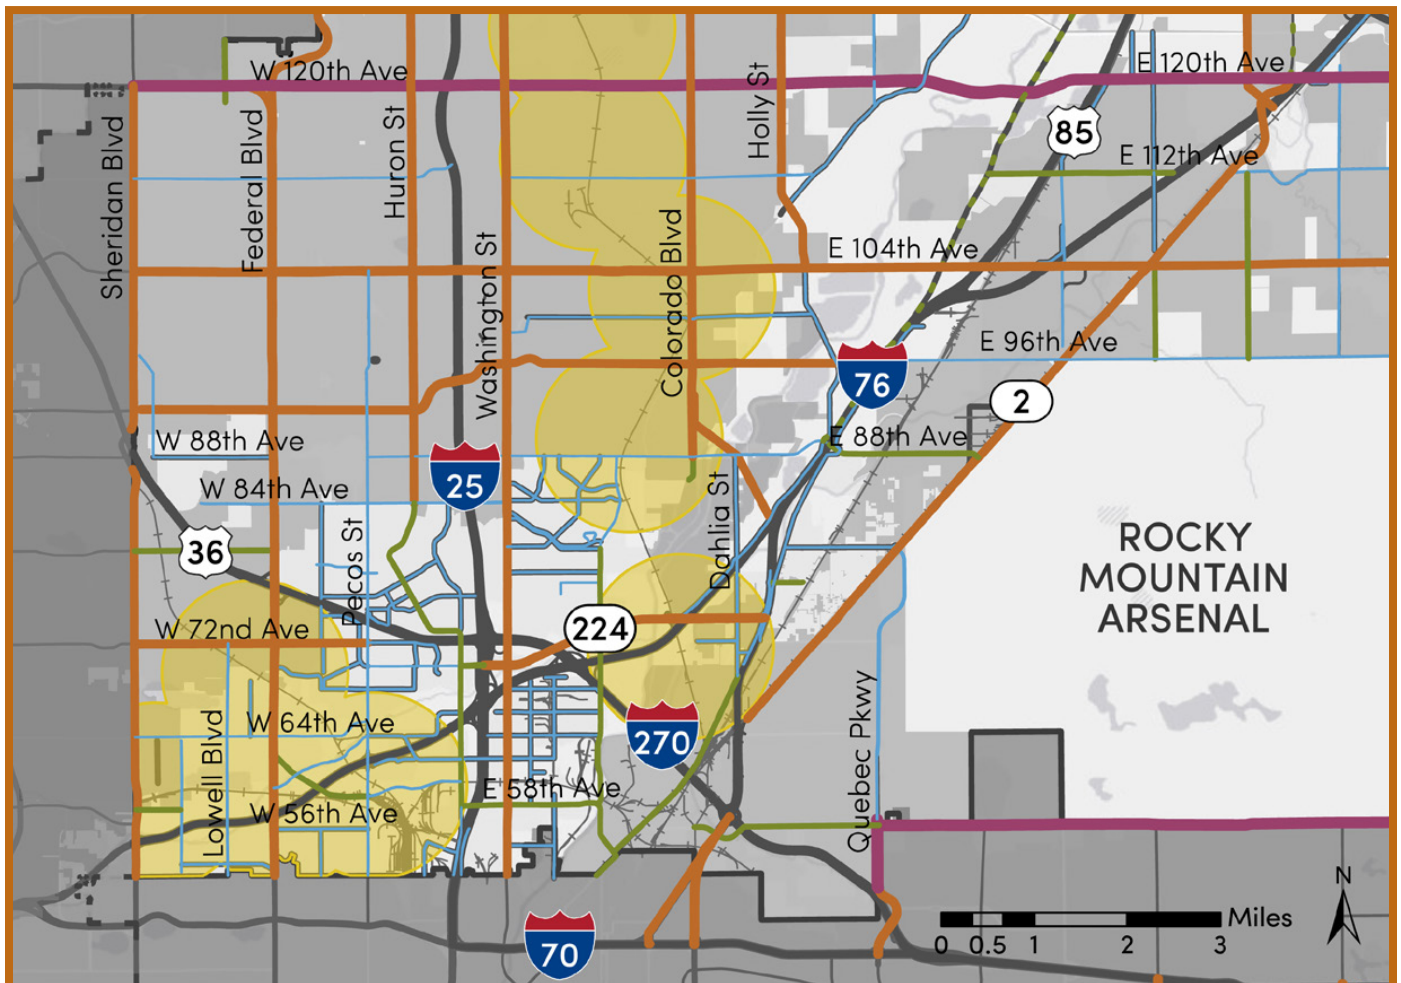 W 120th Ave
E 120th Ave
Holly St
Sheridan Blvd
Federal Blvd
Huron St
85
E 112th Ave
Washington St
Colorado Blvd
E 104th Ave
E 96th Ave
76
2
W 88th Ave
E 88th Ave
25
W 84th Ave
Dahlia St
Pecos St
36
ROCKY
MOUNTAIN
ARSENAL
224
W 72nd Ave
W 64th Ave
Lowell Blvd
270
Quebec Pkwy
E 58th Ave
W 56th Ave
N
Miles
0 0.5 1 2 3
70